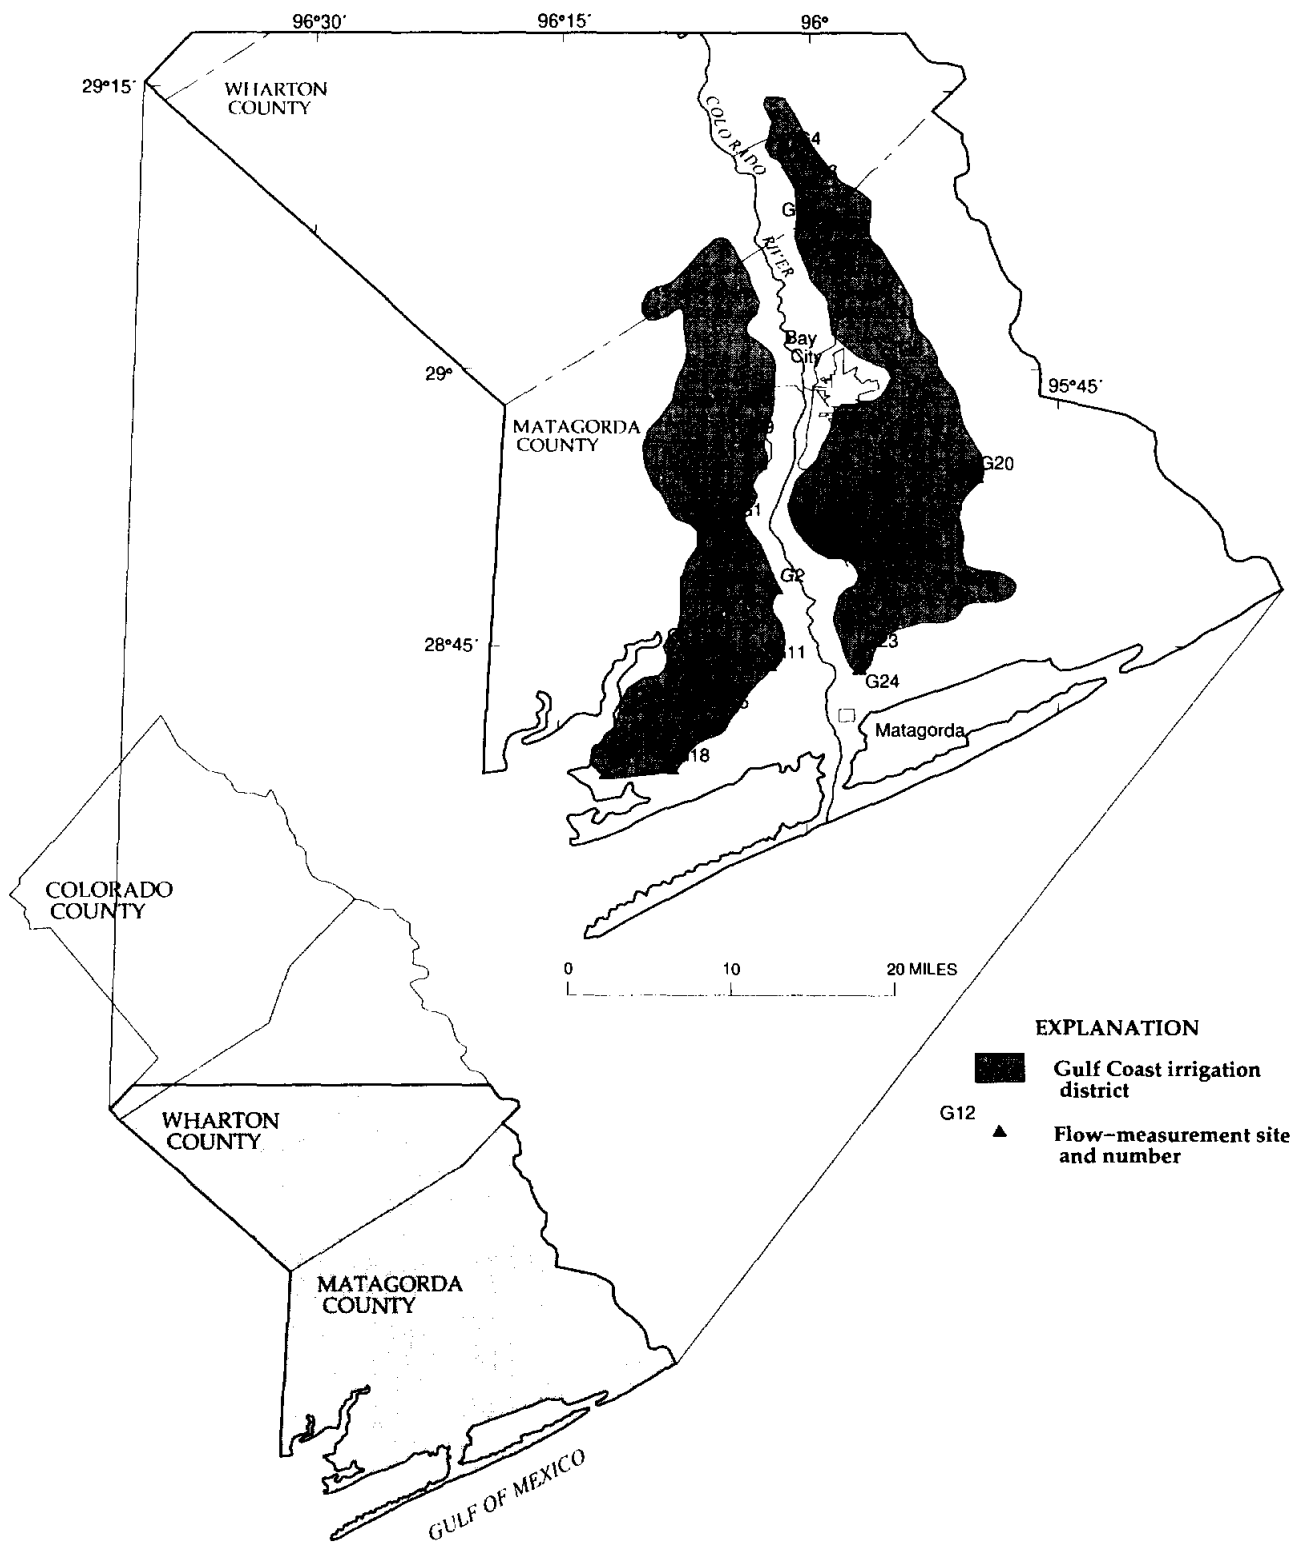 96°30′
96°15′
96°
29°15′
WHARTON
COUNTY
COLORADO
RIVER
G4
Bay
City
29°
95°45′
MATAGORDA
COUNTY
G20
G2
28°45′
G24
Matagorda
COLORADO
COUNTY
0 10 20 MILES
EXPLANATION
Gulf Coast irrigation
district
G12
Flow-measurement site
and number
WHARTON
COUNTY
MATAGORDA
COUNTY
GULF OF MEXICO